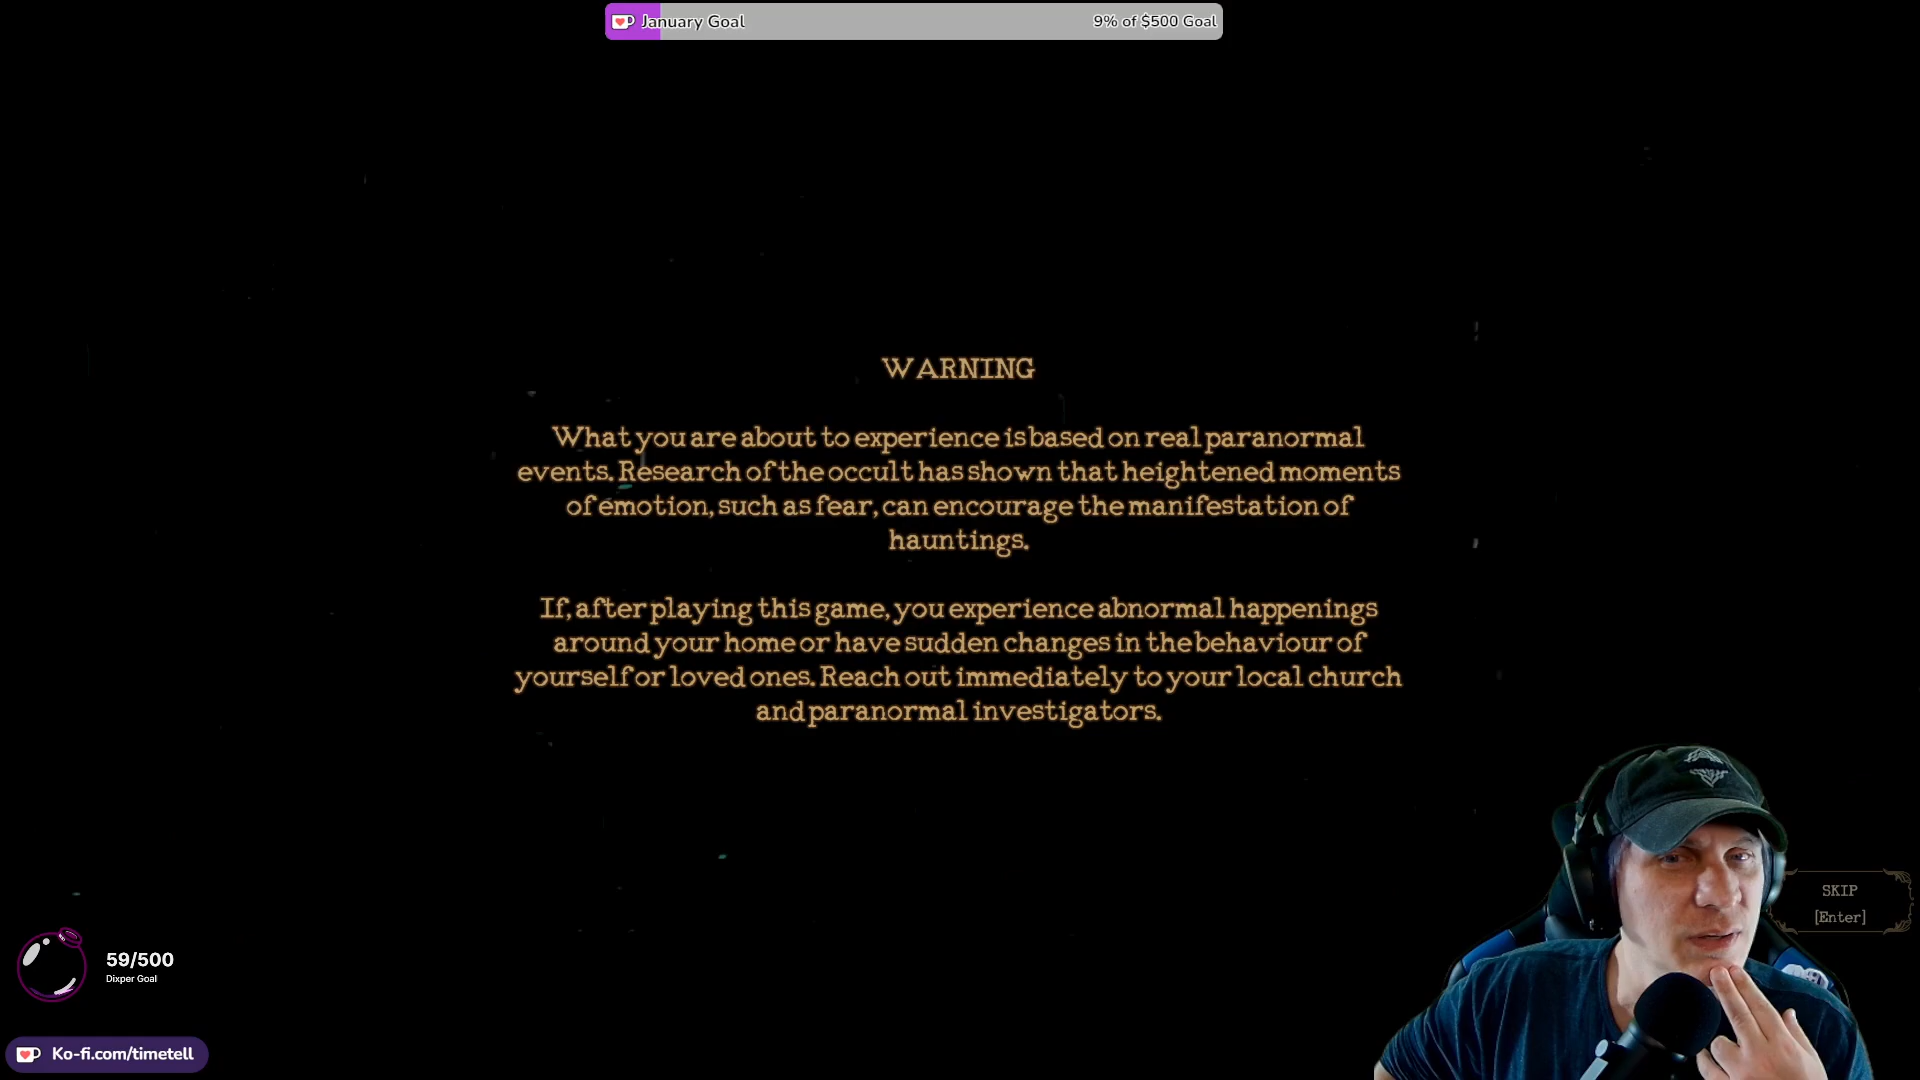 January Goal
9% of $500 Goal
WARNING
What you are about to experience is based on real paranormal
events. Research of the occult has shown that heightened moments
of emotion, such as fear, can encourage the manifestation of
hauntings.
If, after playing this game, you experience abnormal happenings
around your home or have sudden changes in the behaviour of
yourself or loved ones. Reach out immediately to your local church
and paranormal investigators.
SKIP
[Enter]
59/500
Dixper Goal
Ko-fi.com/timetell